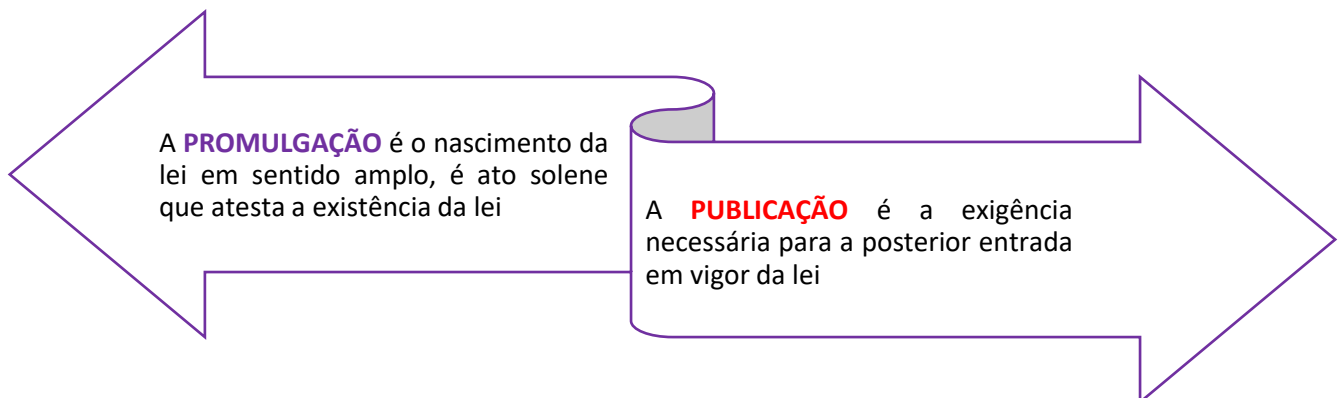 A PROMULGAÇÃO é o nascimento da
lei em sentido amplo, é ato solene
que atesta a existência da lei
A PUBLICAÇÃO é a exigência
necessária para a posterior entrada
em vigor da lei